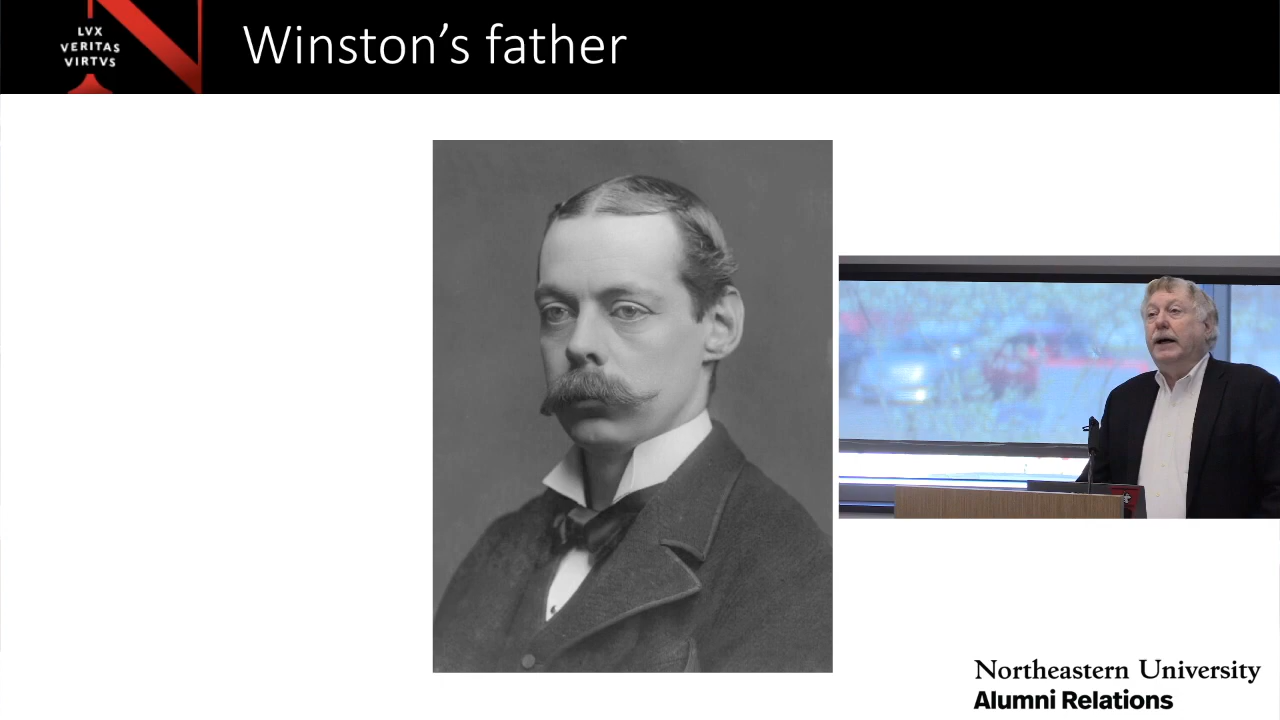 LVX
VERITAS
VIRTVS
Winston's father
Northeastern University
Alumni Relations